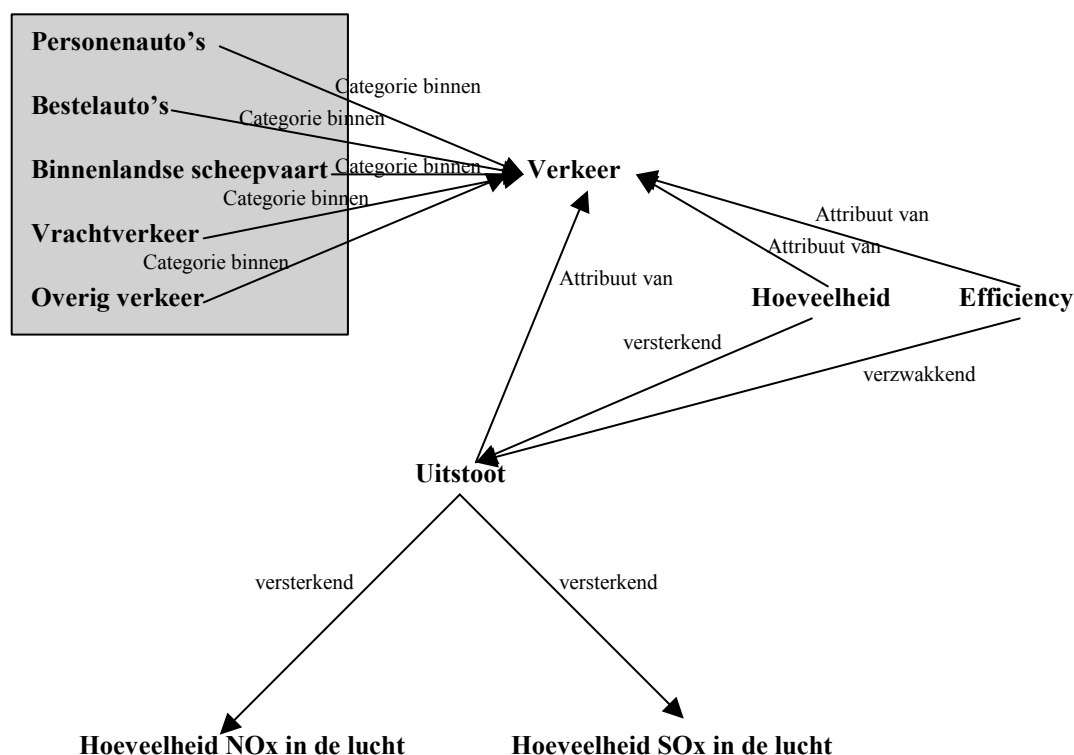 Personenauto's
Categorie binnen
Bestelauto's
Categorie binnen
Binnenlandse scheepvaart
Categorie binnen
Verkeer
Categorie binnen
Vrachtverkeer
Attribuut van
Attribuut van
Categorie binnen
Attribuut van
Overig verkeer
Hoeveelheid
Efficiency
versterkend
verzwakkend
Uitstoot
versterkend
versterkend
Hoeveelheid NOx in de lucht
Hoeveelheid SOx in de lucht